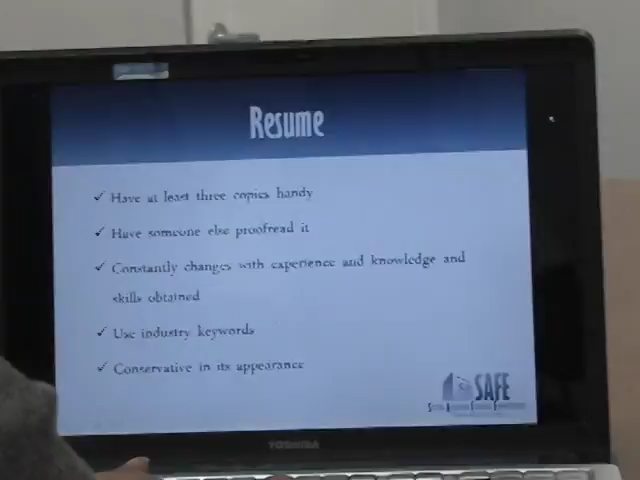 Resume
✓ Have at least three copies handy
✓ Have someone else proofread it
✓ Constantly changes with experience and knowledge and
skills obtained
✓ Use industry keywords
✓ Conservative in its appearance
SAFE
TOSHIBA